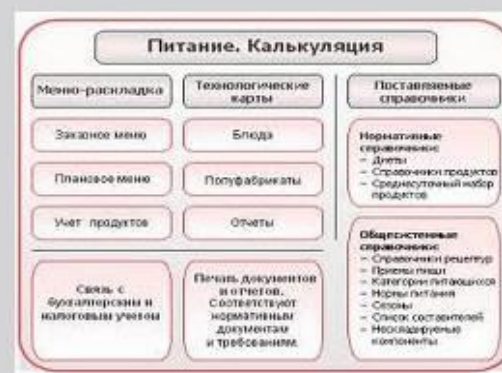 Питание. Калькуляция
Меню-раскладка
Заказное меню
Плановое меню
Учет продуктов
Технологические
карты
Блюда
Полуфабрикаты
Отчеты
Поставляемые
справочники
Нормативные
справочники:
– Диеты
– Справочники продуктов
– Среднесуточный набор
продуктов
Общесистемные
справочники:
– Справочники рецептур
– Приемы пищи
– Категории питающихся
– Нормы питания
– Сезоны
– Список составителей
– Нескладируемые
компоненты
Связь с
бухгалтерским и
налоговым учетом
Печать документов
и отчетов.
Соответствуют
нормативным
документам
и требованиям